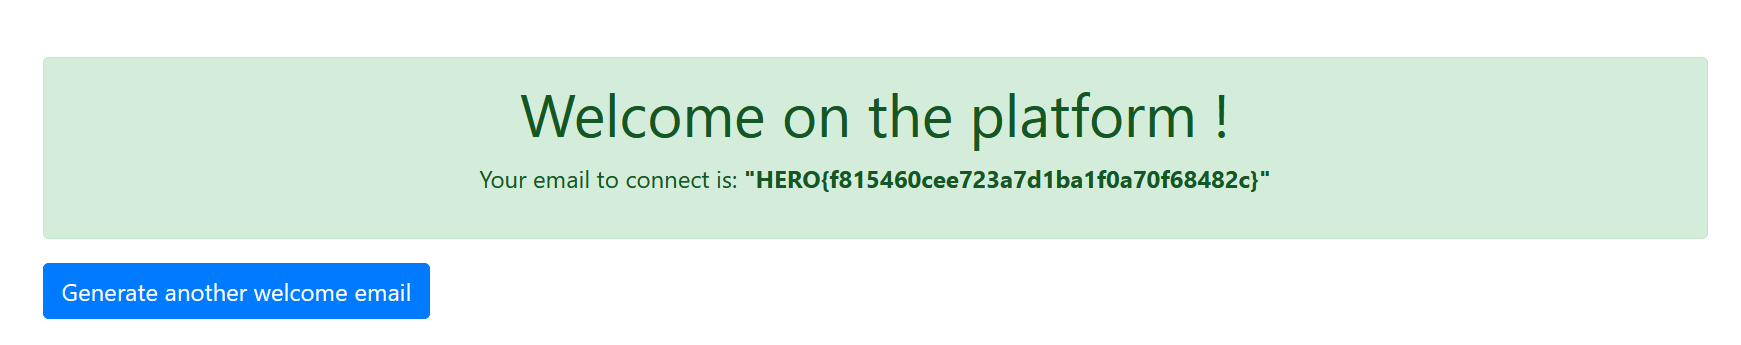 Welcome on the platform !
Your email to connect is: "HERO{f815460cee723a7d1ba1f0a70f68482c}"
Generate another welcome email